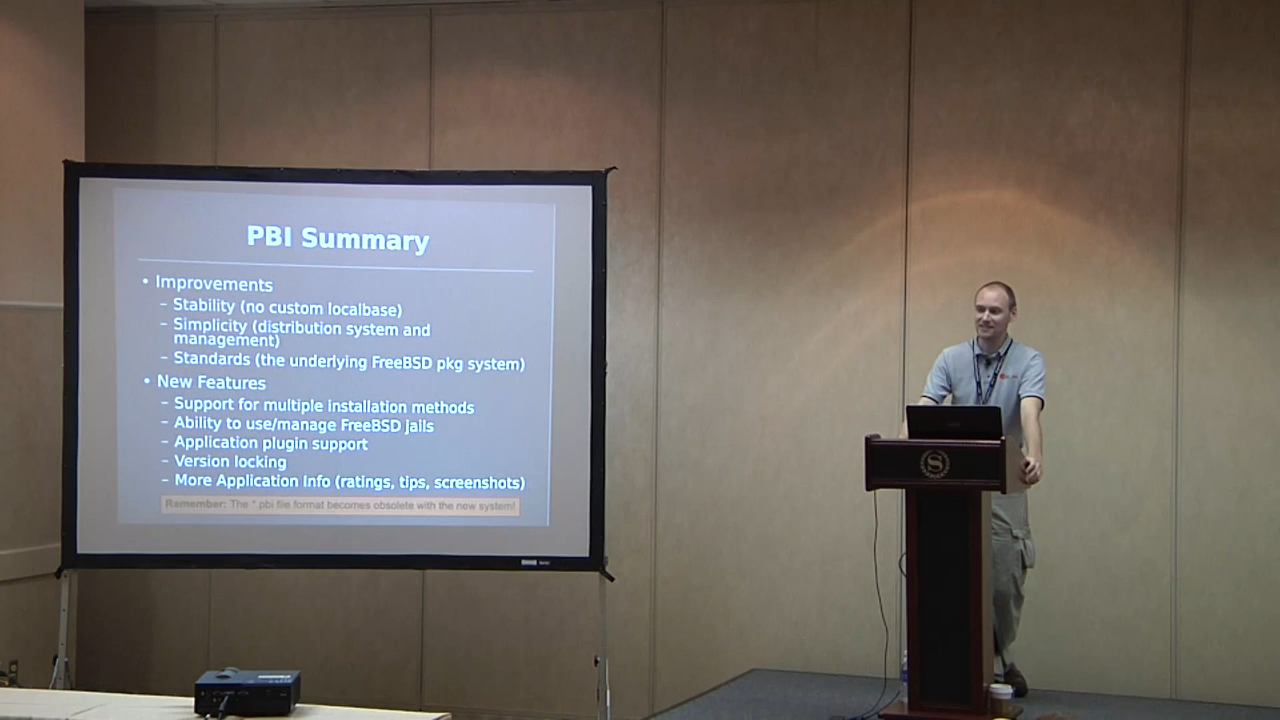 PBI Summary
• Improvements
– Stability (no custom localbase)
– Simplicity (distribution system and
management)
– Standards (the underlying FreeBSD pkg system)
• New Features
– Support for multiple installation methods
– Ability to use/manage FreeBSD jails
– Application plugin support
– Version locking
– More Application Info (ratings, tips, screenshots)
Remember: The *.pbi file format becomes obsolete with the new system!
S